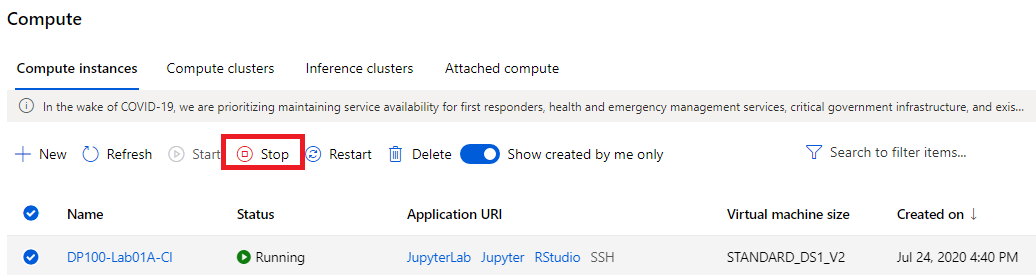 Compute
Compute instances Compute clusters Inference clusters Attached compute
In the wake of COVID-19, we are prioritizing maintaining service availability for first responders, health and emergency management services, critical government infrastructure, and exis...
New Refresh Start Stop Restart Delete Show created by me only Search to filter items...
Name Status Application URI Virtual machine size Created on ↓
DP100-Lab01A-CI Running JupyterLab Jupyter RStudio SSH STANDARD_DS1_V2 Jul 24, 2020 4:40 PM